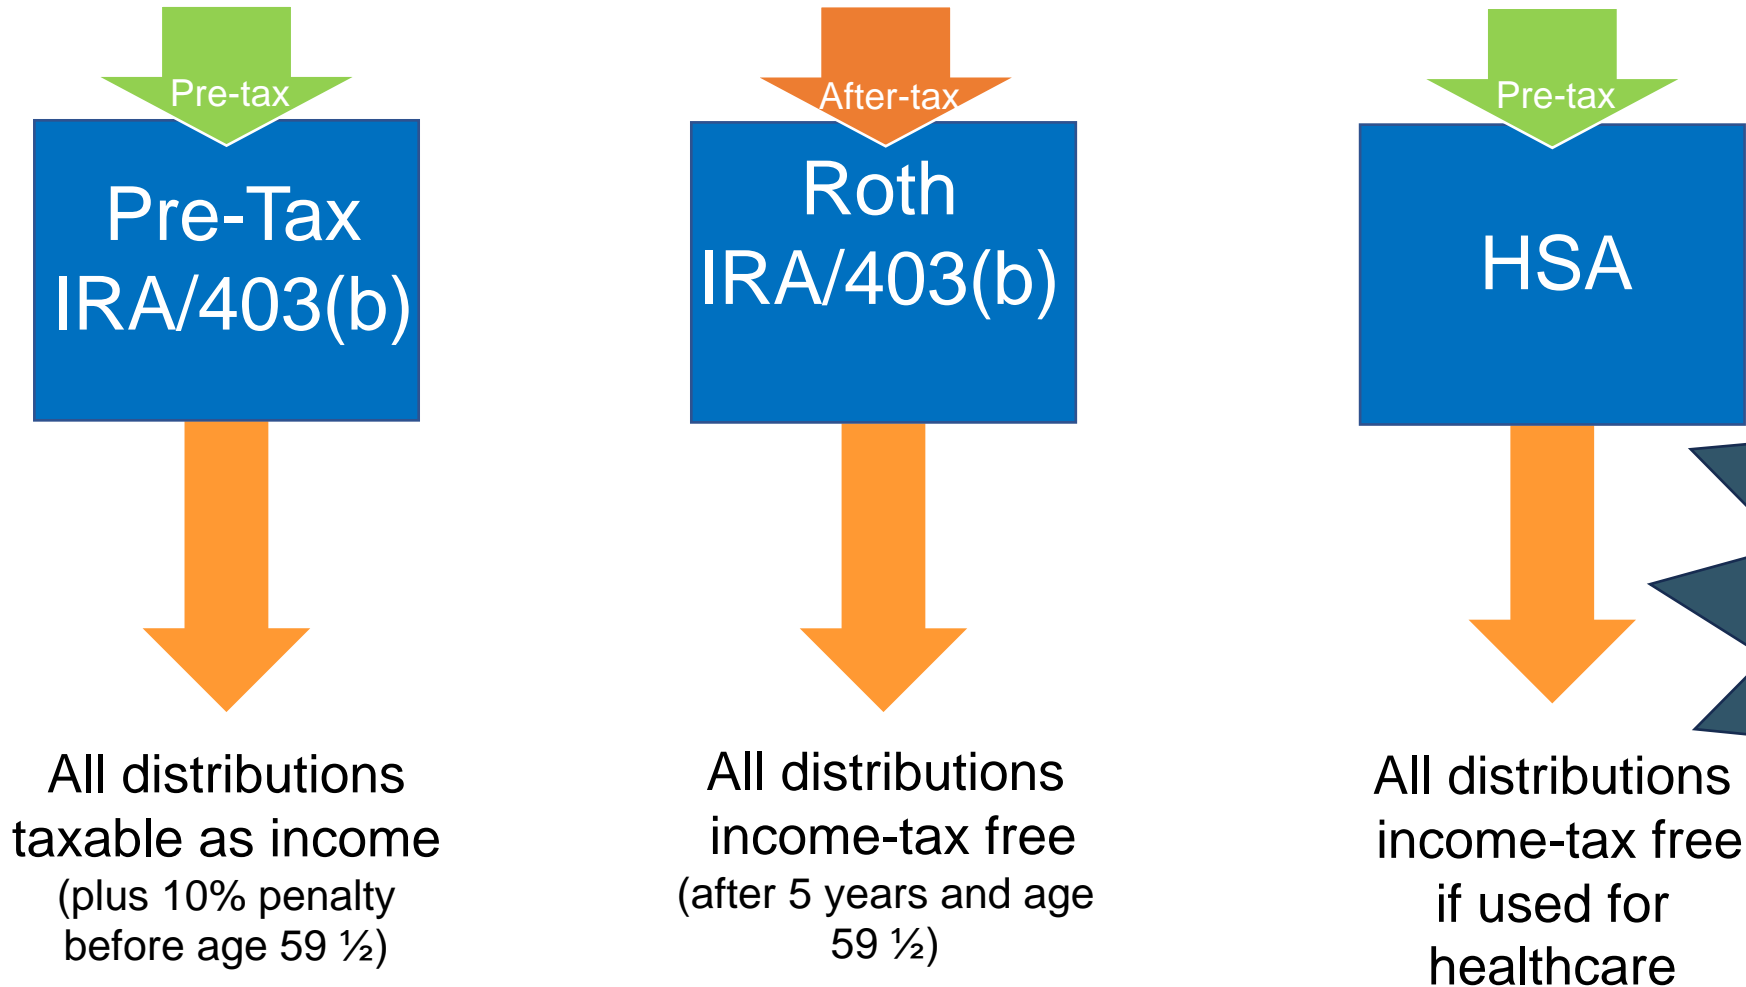 Pre-tax
Pre-Tax
IRA/403(b)
All distributions
taxable as income
(plus 10% penalty
before age 59 ½)
After-tax
Roth
IRA/403(b)
All distributions
income-tax free
(after 5 years and age
59 ½)
Pre-tax
HSA
All distributions
income-tax free
if used for
healthcare